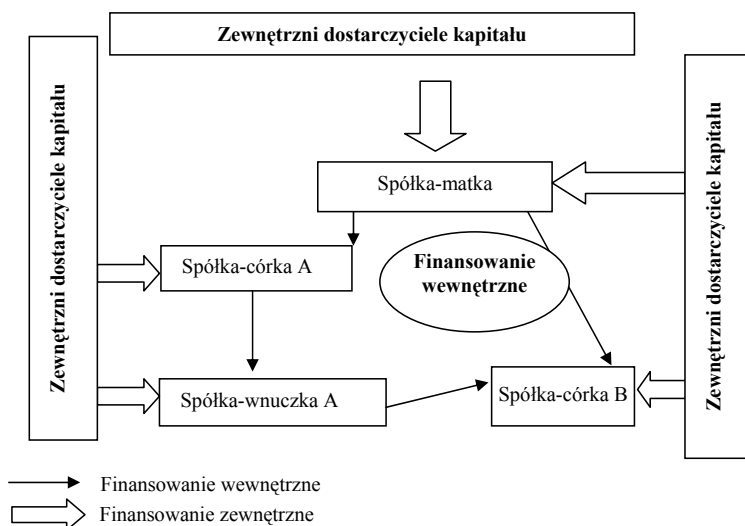 Zewnętrzni dostarczyciele kapitału
Zewnętrzni dostarczyciele kapitału
Zewnętrzni dostarczyciele kapitału
Spółka-matka
Spółka-córka A
Finansowanie
wewnętrzne
Spółka-wnuczka A
Spółka-córka B
Finansowanie wewnętrzne
Finansowanie zewnętrzne